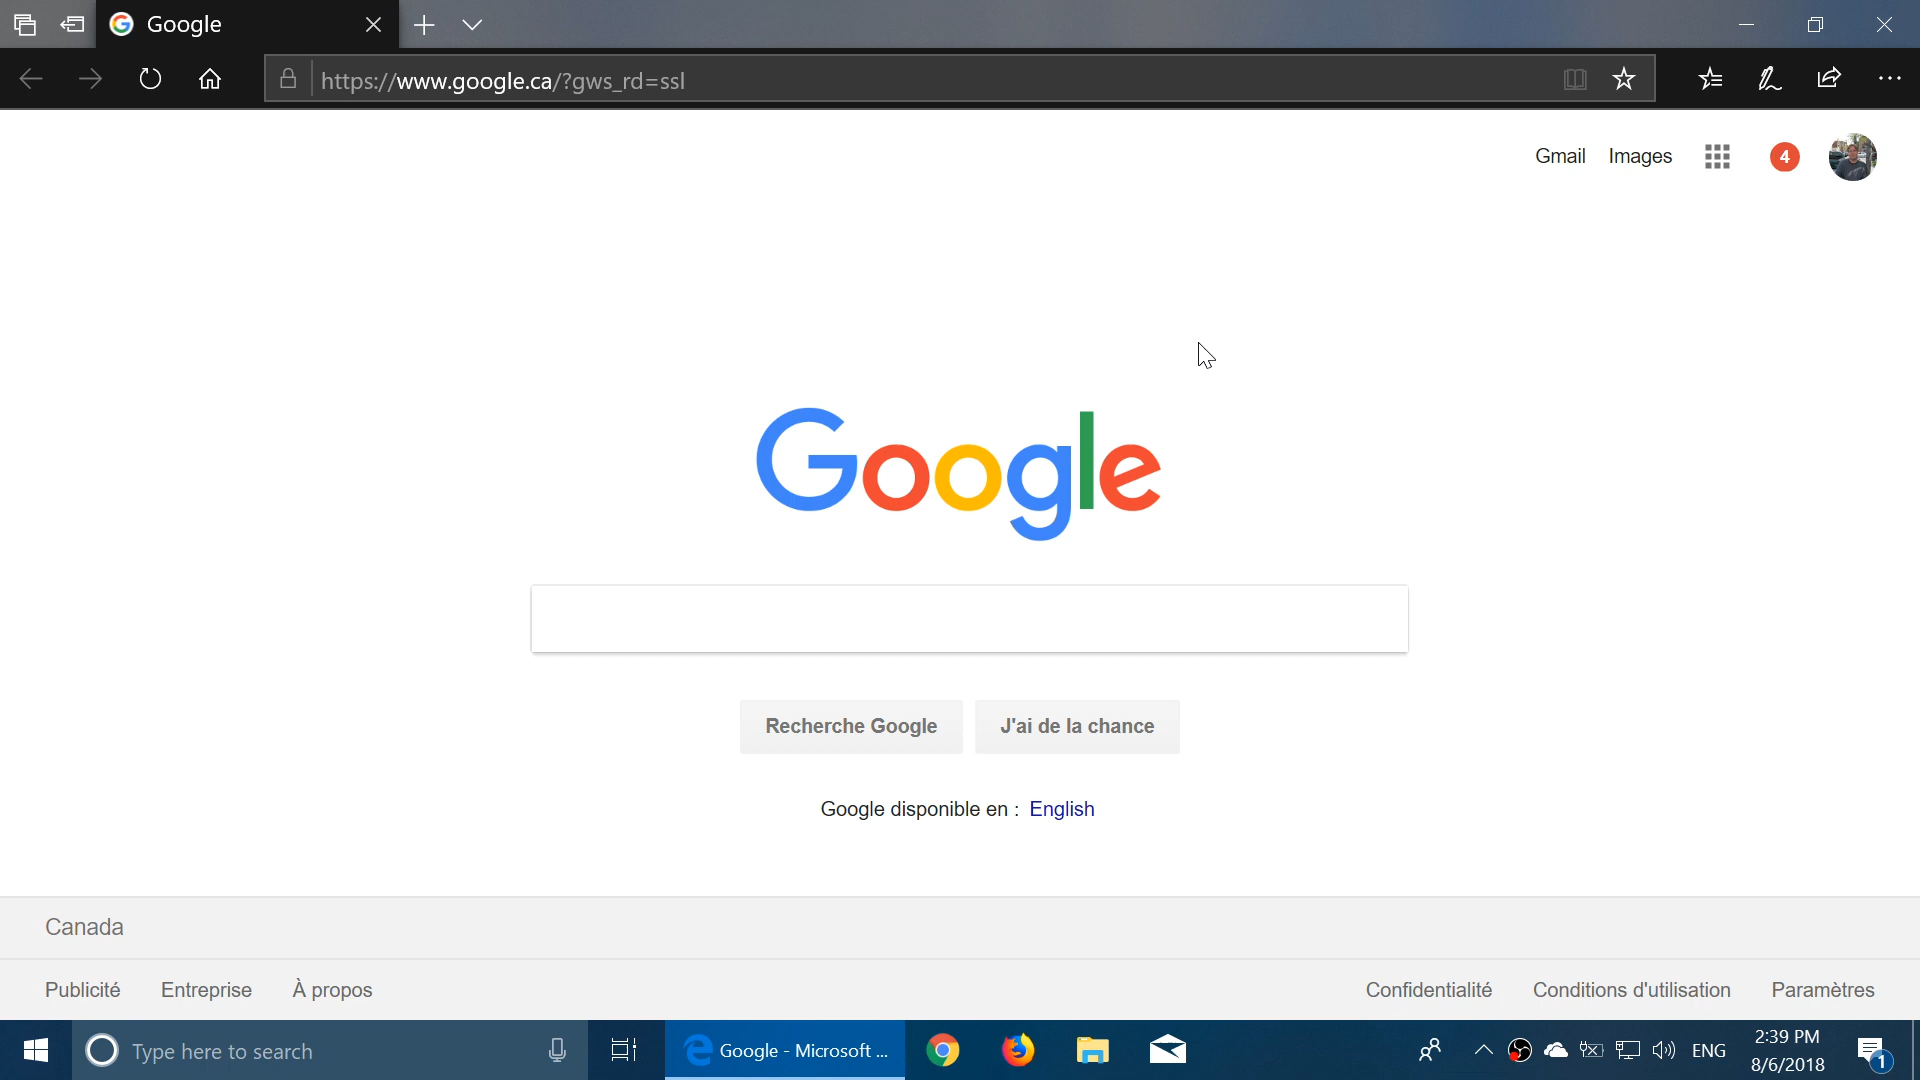 Google
https://www.google.ca/?gws_rd=ssl
Gmail Images 4
Google
Recherche Google J'ai de la chance
Google disponible en : English
Canada
Publicité Entreprise À propos Confidentialité Conditions d'utilisation Paramètres
Type here to search Google - Microsoft ... ENG 2:39 PM
8/6/2018 1